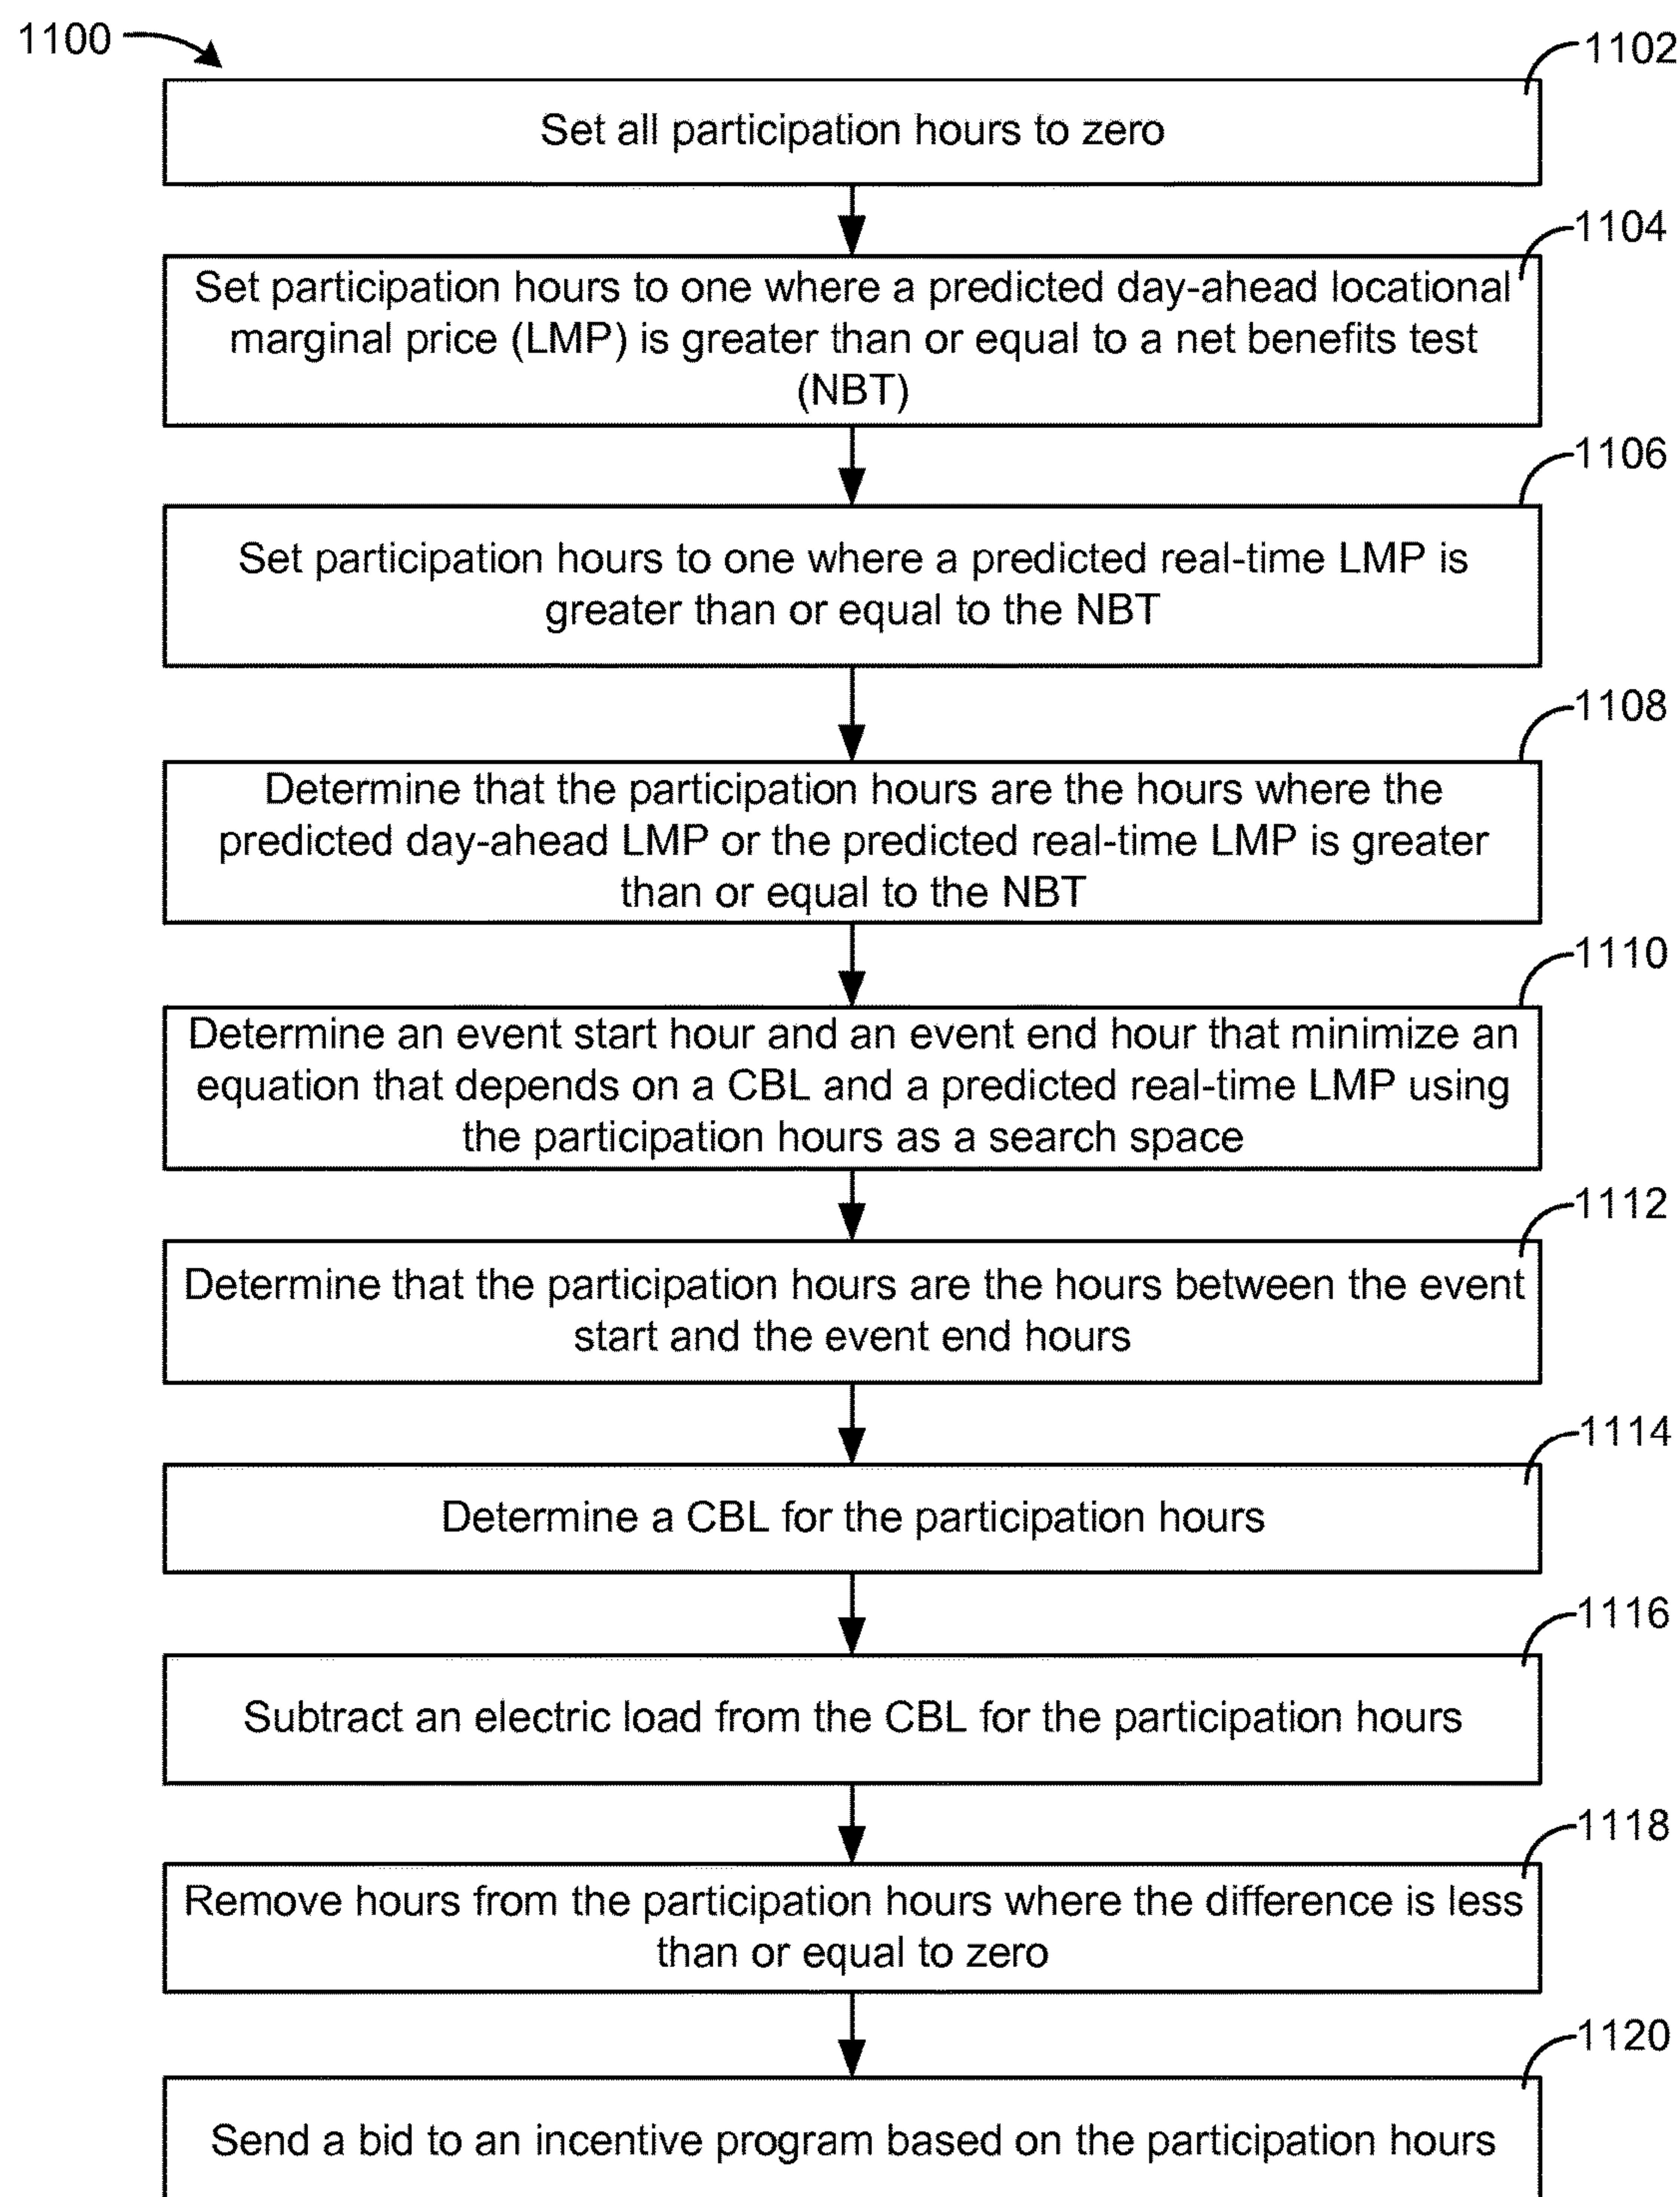 1100
1102
Set all participation hours to zero
1104
Set participation hours to one where a predicted day-ahead locational
marginal price (LMP) is greater than or equal to a net benefits test
(NBT)
1106
Set participation hours to one where a predicted real-time LMP is
greater than or equal to the NBT
1108
Determine that the participation hours are the hours where the
predicted day-ahead LMP or the predicted real-time LMP is greater
than or equal to the NBT
1110
Determine an event start hour and an event end hour that minimize an
equation that depends on a CBL and a predicted real-time LMP using
the participation hours as a search space
1112
Determine that the participation hours are the hours between the event
start and the event end hours
1114
Determine a CBL for the participation hours
1116
Subtract an electric load from the CBL for the participation hours
1118
Remove hours from the participation hours where the difference is less
than or equal to zero
1120
Send a bid to an incentive program based on the participation hours